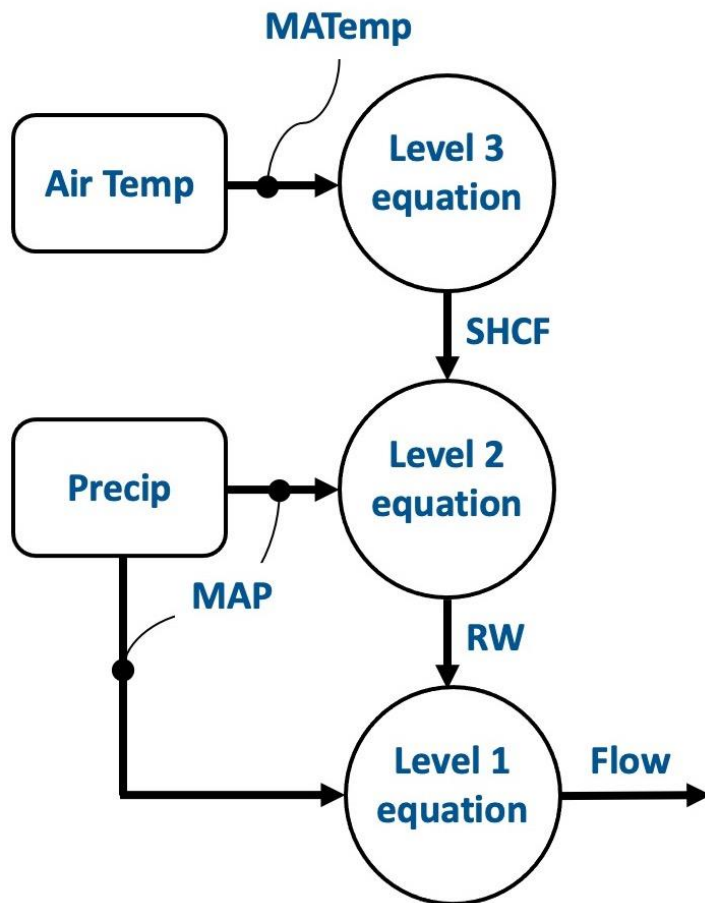 MATemp
Air Temp
Level 3
equation
SHCF
Precip
Level 2
equation
MAP
RW
Level 1
equation
Flow